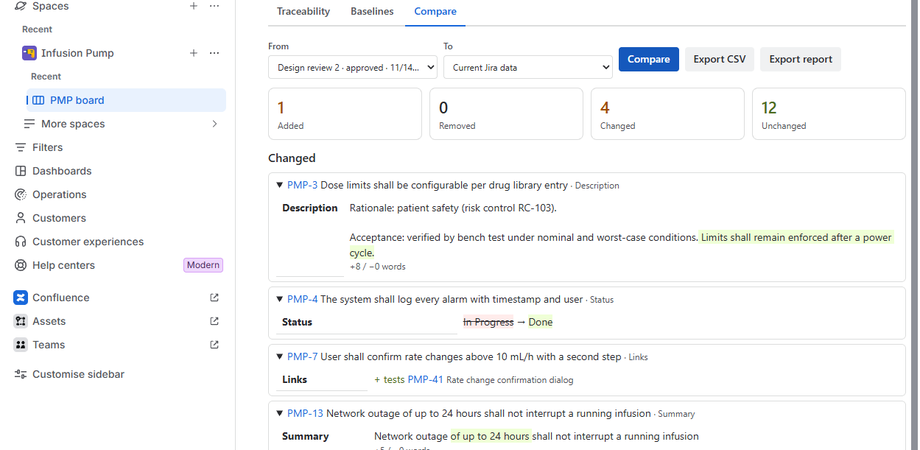 Spaces
Recent
Infusion Pump
Recent
PMP board
More spaces
Filters
Dashboards
Operations
Customers
Customer experiences
Help centers
Modern
Confluence
Assets
Teams
Customise sidebar
Traceability Baselines Compare
From To
Design review 2 · approved · 11/14... Current Jira data Compare Export CSV Export report
1 0 4 12
Added Removed Changed Unchanged
Changed
PMP-3 Dose limits shall be configurable per drug library entry · Description
Description Rationale: patient safety (risk control RC-103).
Acceptance: verified by bench test under nominal and worst-case conditions. Limits shall remain enforced after a power
cycle.
+8 / −0 words
PMP-4 The system shall log every alarm with timestamp and user · Status
Status In Progress → Done
PMP-7 User shall confirm rate changes above 10 mL/h with a second step · Links
Links + tests PMP-41 Rate change confirmation dialog
PMP-13 Network outage of up to 24 hours shall not interrupt a running infusion · Summary
Summary Network outage of up to 24 hours shall not interrupt a running infusion